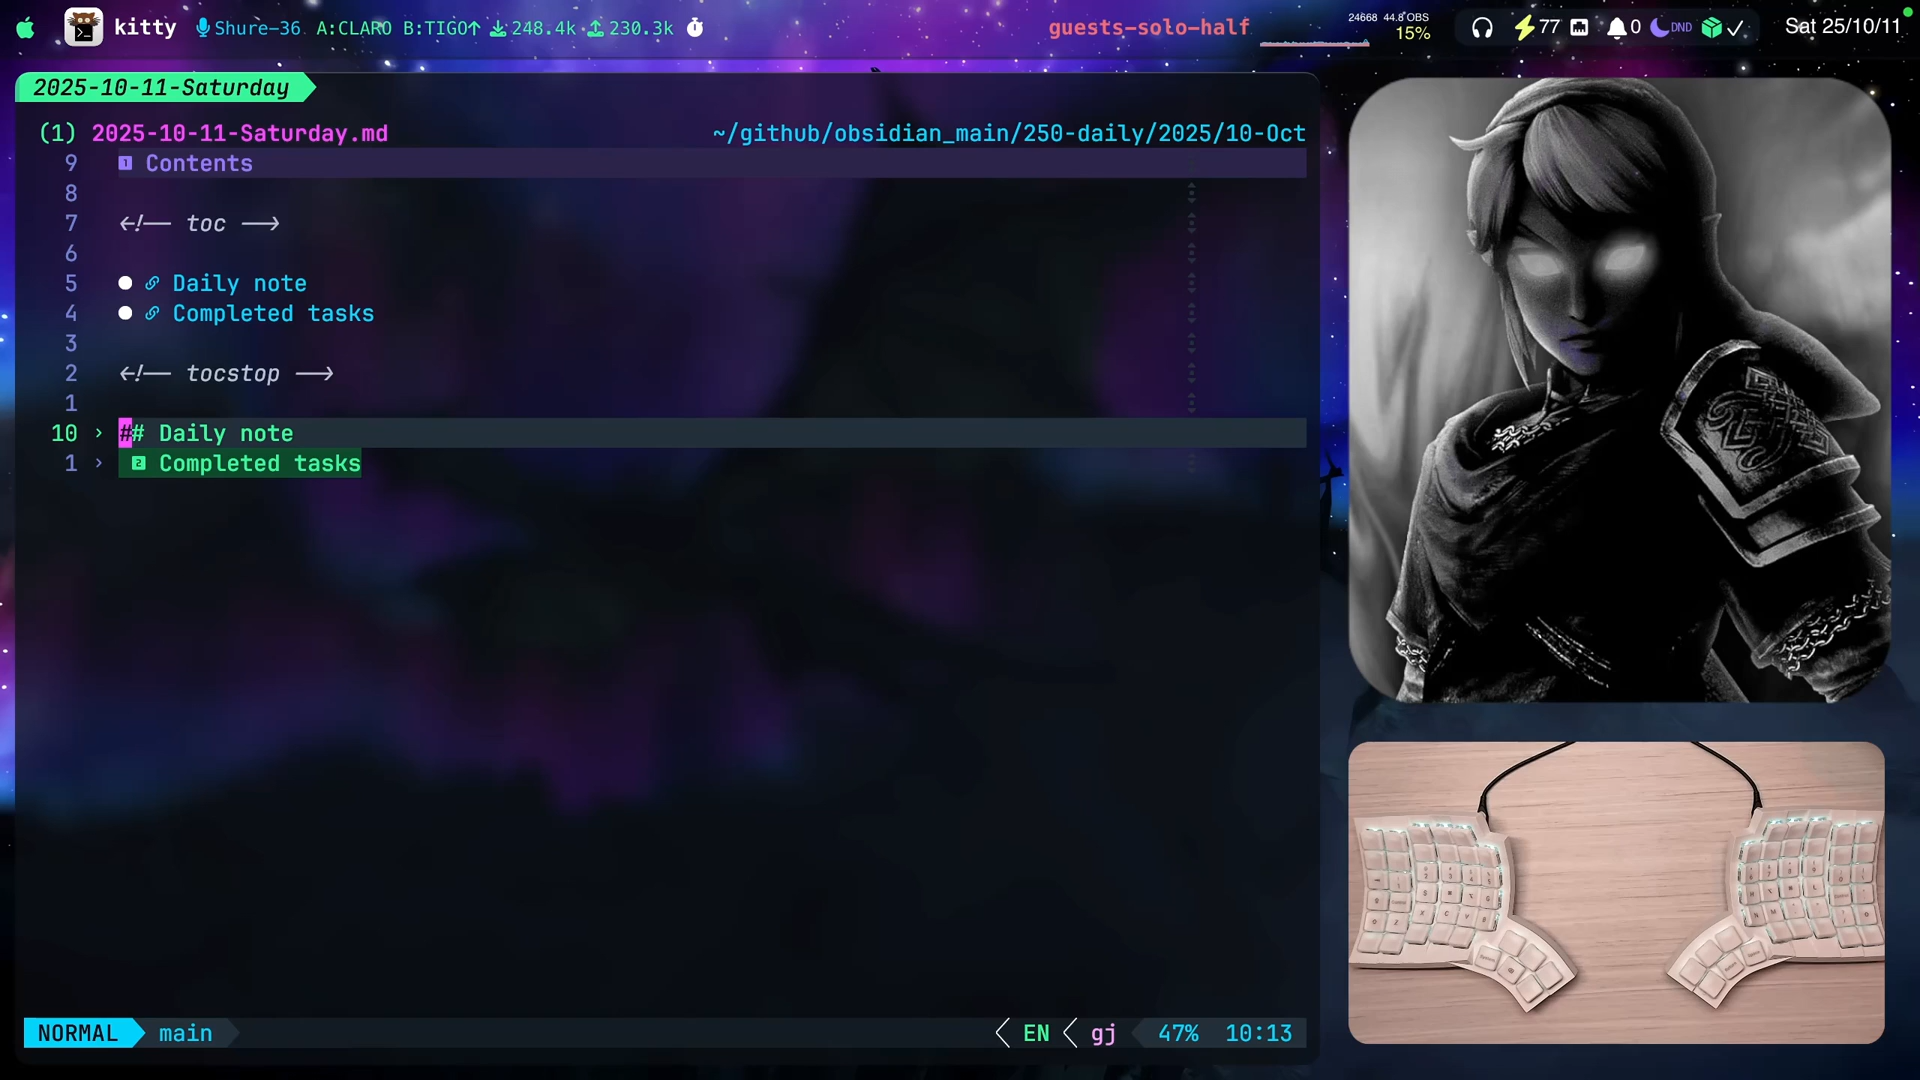 kitty Shure-36 A:CLARO B:TIGO↑ 248.4k 230.3k guests-solo-half 24668 44.8° OBS 15% 77 0 DND Sat 25/10/11
2025-10-11-Saturday
(1) 2025-10-11-Saturday.md ~/github/obsidian_main/250-daily/2025/10-Oct
9 1 Contents
8
7 <!-- toc -->
6
5 Daily note
4 Completed tasks
3
2 <!-- tocstop -->
1
10 › ## Daily note
1 › 2 Completed tasks
NORMAL main EN gj 47% 10:13